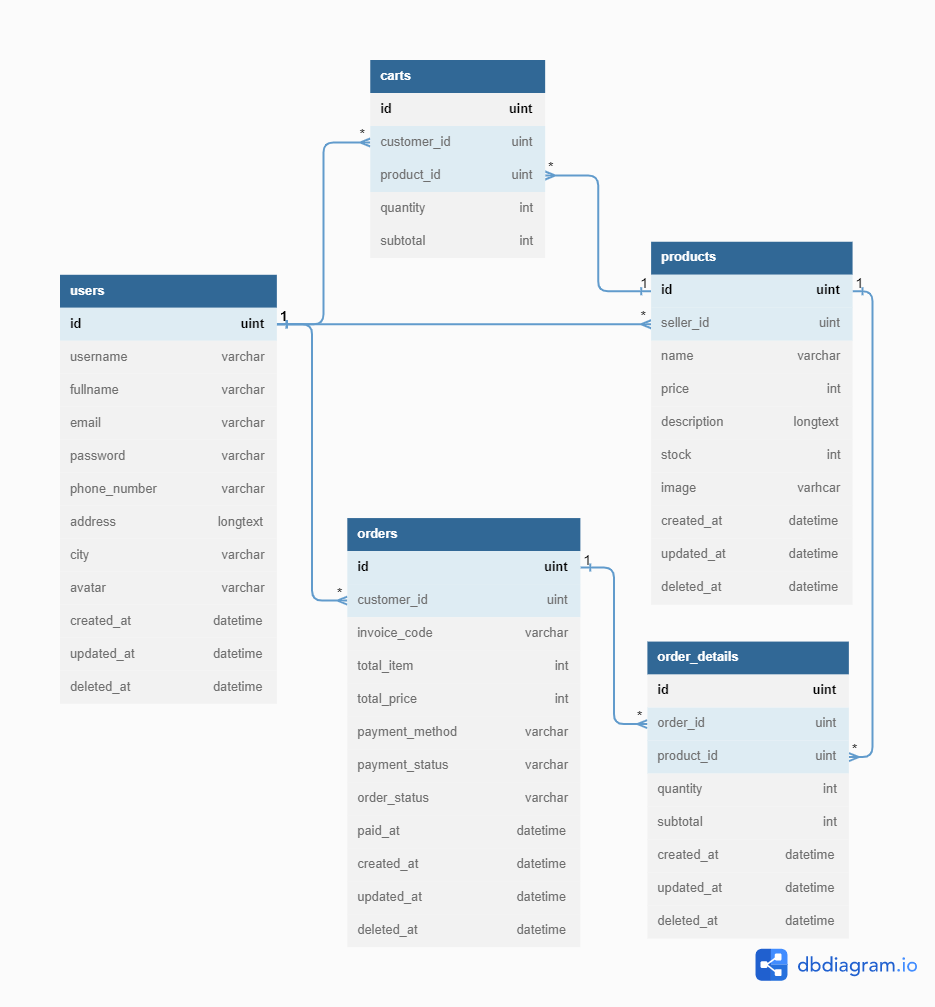 carts
id uint
* customer_id uint
product_id uint *
quantity int
subtotal int
products
1 id uint 1
* seller_id uint
name varchar
price int
description longtext
stock int
image varhcar
created_at datetime
updated_at datetime
deleted_at datetime
users
id uint 1
username varchar
fullname varchar
email varchar
password varchar
phone_number varchar
address longtext
city varchar
avatar varchar
created_at datetime
updated_at datetime
deleted_at datetime
orders
id uint 1
* customer_id uint
invoice_code varchar
total_item int
total_price int
payment_method varchar
payment_status varchar
order_status varchar
paid_at datetime
created_at datetime
updated_at datetime
deleted_at datetime
order_details
id uint
* order_id uint
product_id uint *
quantity int
subtotal int
created_at datetime
updated_at datetime
deleted_at datetime
dbdiagram.io